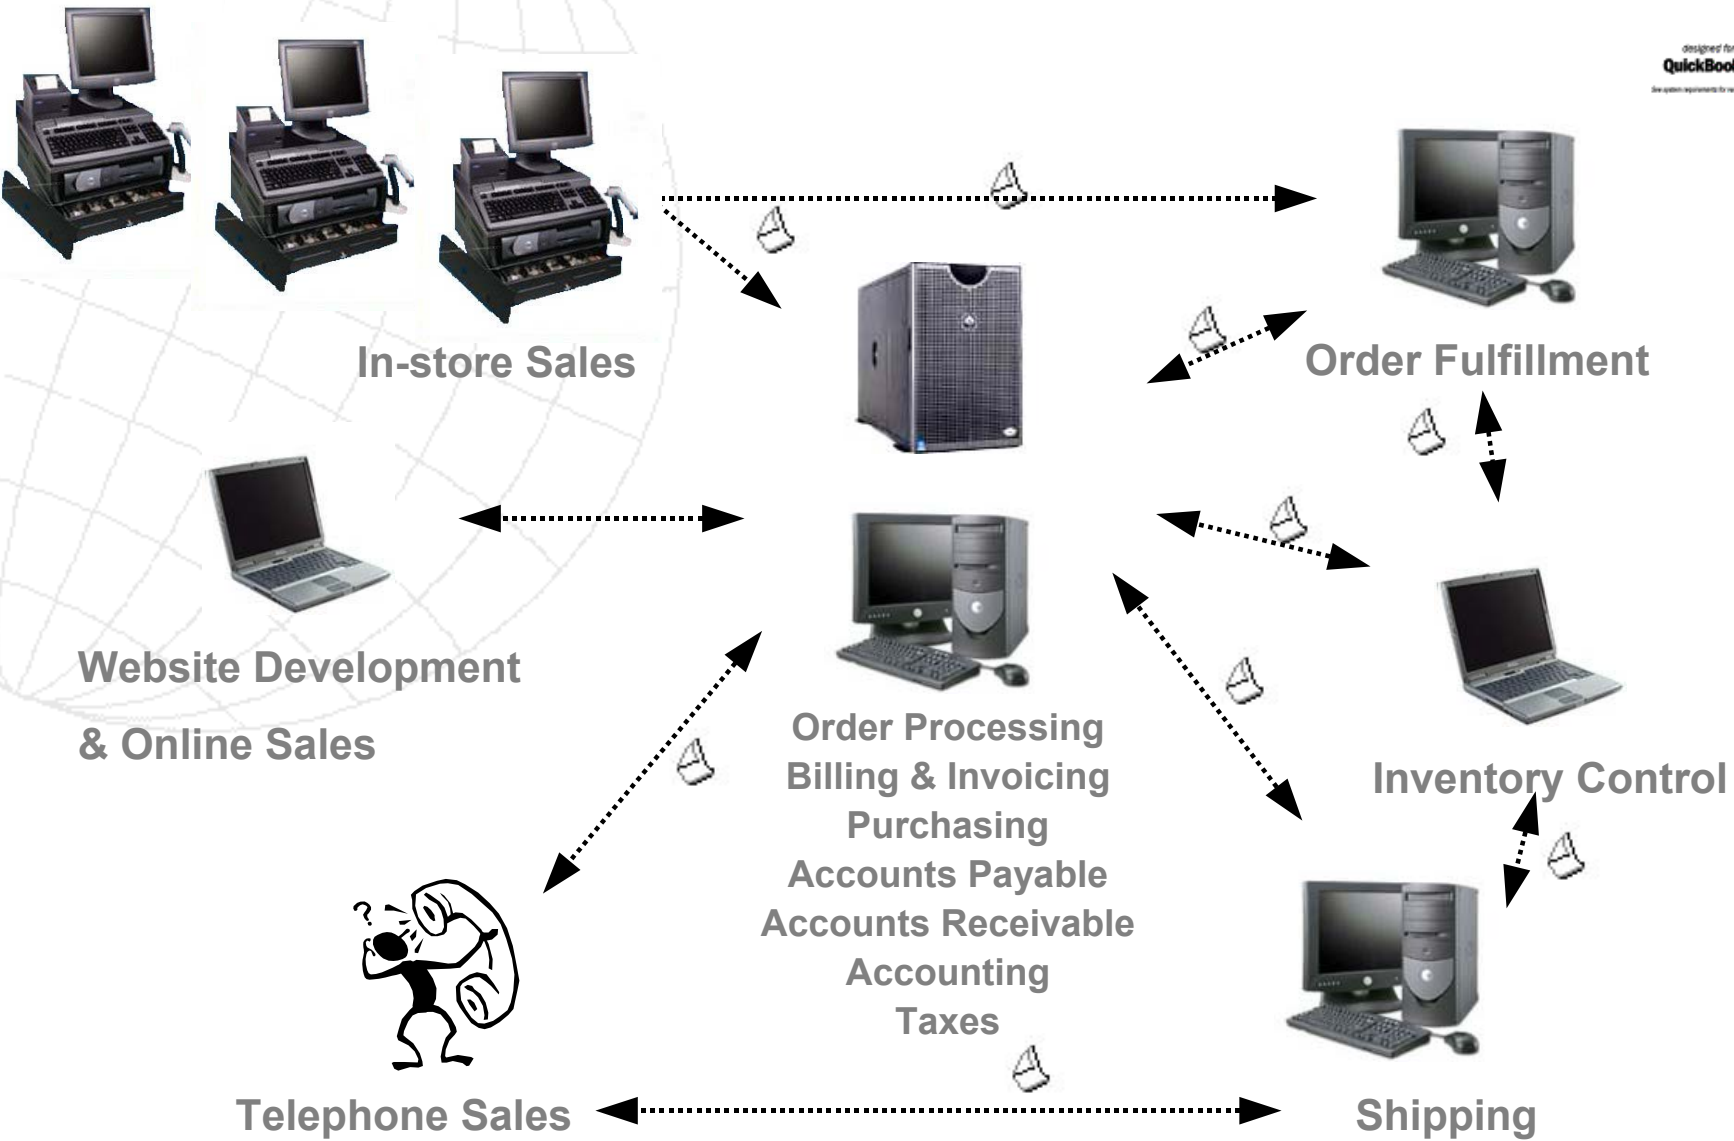 designed for
QuickBook
In-store Sales
Order Fulfillment
Website Development
& Online Sales
Order Processing
Billing & Invoicing
Purchasing
Accounts Payable
Accounts Receivable
Accounting
Taxes
Inventory Control
?
Telephone Sales
Shipping